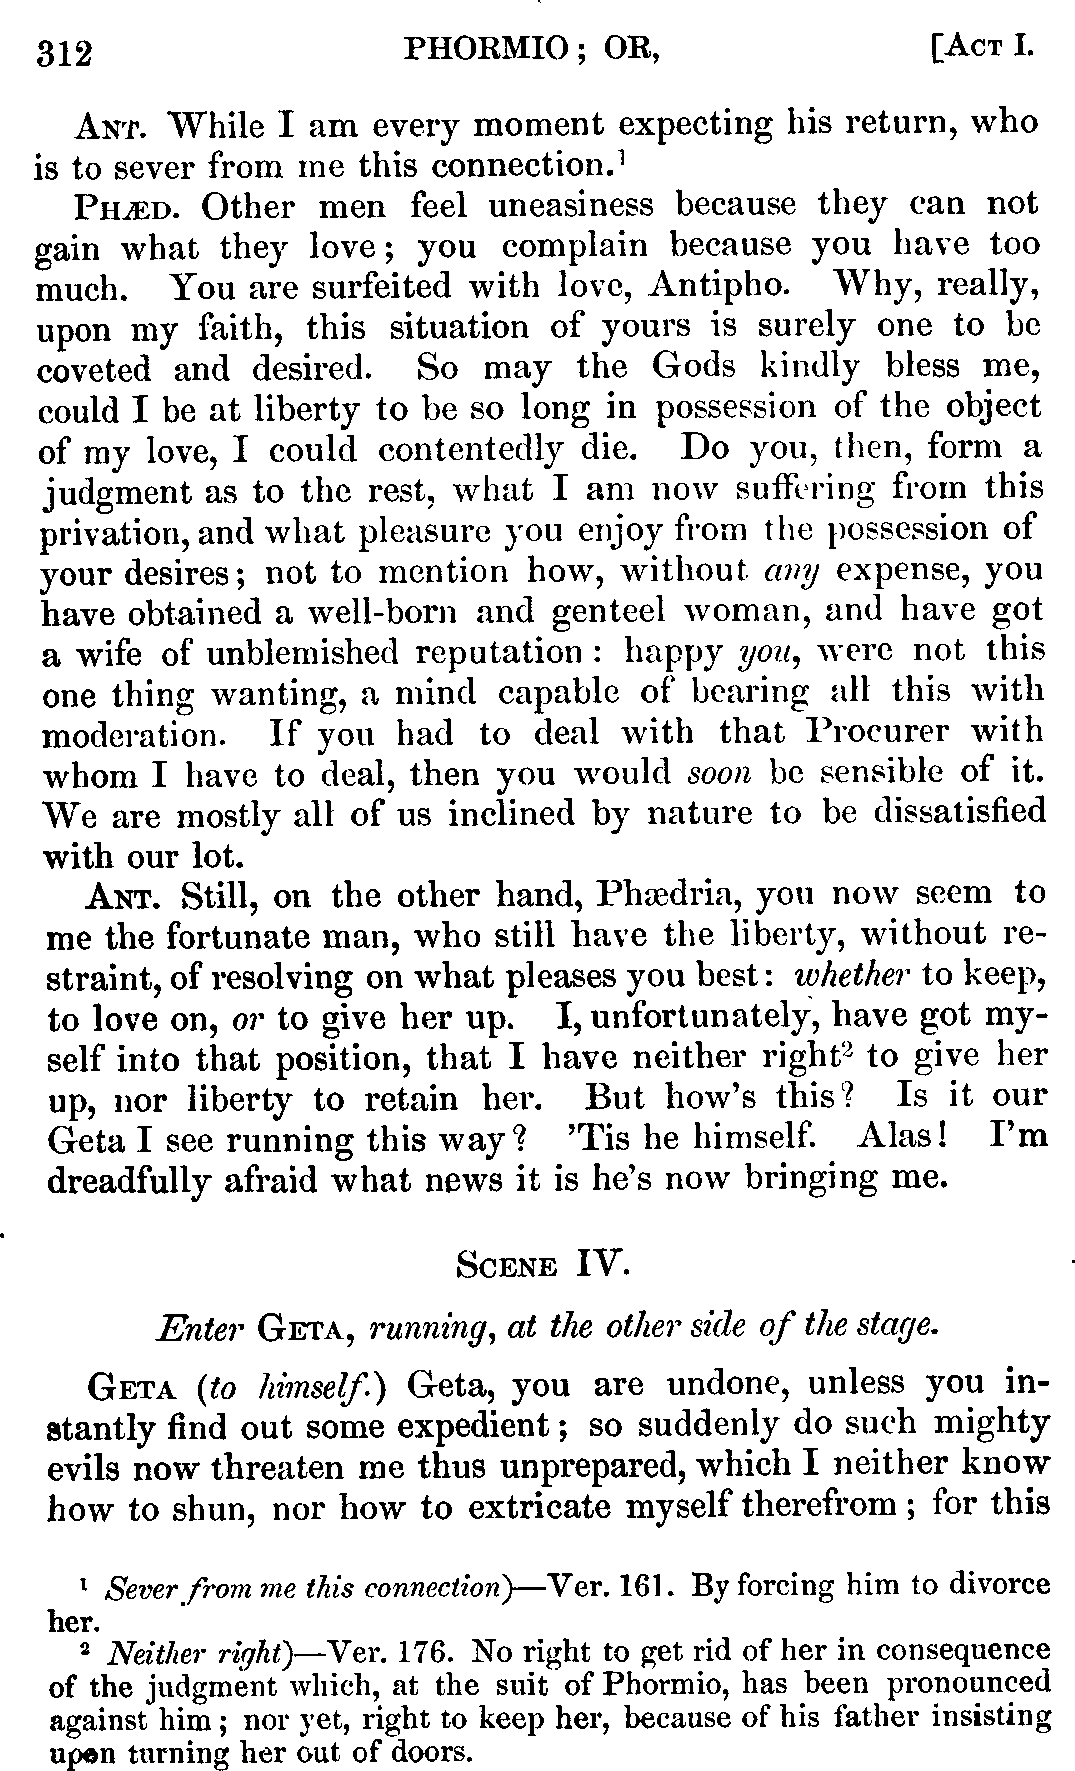 312 PHORMIO; OR, [ACT I.
ANT. While I am every moment expecting his return, who
is to sever from me this connection.¹
PHÆD. Other men feel uneasiness because they can not
gain what they love; you complain because you have too
much. You are surfeited with love, Antipho. Why, really,
upon my faith, this situation of yours is surely one to be
coveted and desired. So may the Gods kindly bless me,
could I be at liberty to be so long in possession of the object
of my love, I could contentedly die. Do you, then, form a
judgment as to the rest, what I am now suffering from this
privation, and what pleasure you enjoy from the possession of
your desires; not to mention how, without any expense, you
have obtained a well-born and genteel woman, and have got
a wife of unblemished reputation: happy you, were not this
one thing wanting, a mind capable of bearing all this with
moderation. If you had to deal with that Procurer with
whom I have to deal, then you would soon be sensible of it.
We are mostly all of us inclined by nature to be dissatisfied
with our lot.
ANT. Still, on the other hand, Phædria, you now seem to
me the fortunate man, who still have the liberty, without re-
straint, of resolving on what pleases you best: whether to keep,
to love on, or to give her up. I, unfortunately, have got my-
self into that position, that I have neither right² to give her
up, nor liberty to retain her. But how's this? Is it our
Geta I see running this way? 'Tis he himself. Alas! I'm
dreadfully afraid what news it is he's now bringing me.
SCENE IV.
Enter GETA, running, at the other side of the stage.
GETA (to himself.) Geta, you are undone, unless you in-
stantly find out some expedient; so suddenly do such mighty
evils now threaten me thus unprepared, which I neither know
how to shun, nor how to extricate myself therefrom; for this
¹ Sever from me this connection)—Ver. 161. By forcing him to divorce
her.
² Neither right)—Ver. 176. No right to get rid of her in consequence
of the judgment which, at the suit of Phormio, has been pronounced
against him; nor yet, right to keep her, because of his father insisting
upon turning her out of doors.